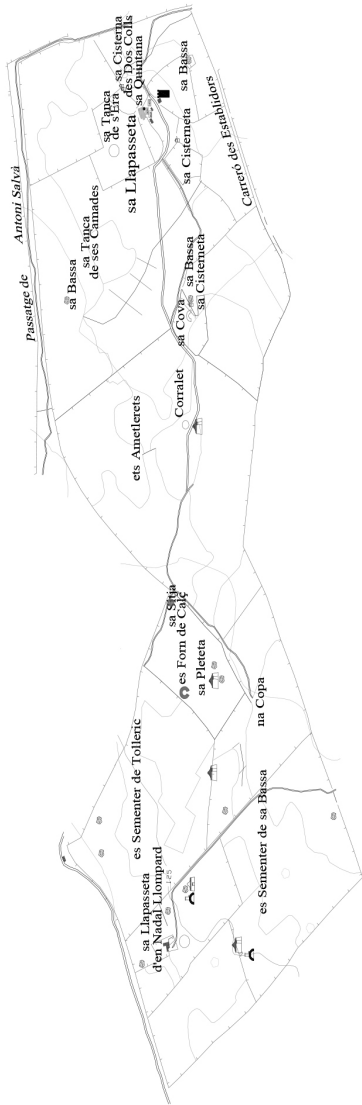 Passatge de
Antoni Salvà
sa Cisterna
des Dos Colls
sa Quintana
sa Tanca
de s'Era
sa Llapasseta
sa Bassa
sa Cisterneta
Carreró des Establidors
sa Tanca
de ses Camades
sa Bassa
sa Bassa
sa Cisterneta
sa Cova
Corralet
ets Ametlerets
sa Sitja
es Forn de Calç
sa Pleteta
na Copa
es Sementer de Tolleric
es Sementer de sa Bassa
sa Llapasseta
d'en Nadal Llompard
125